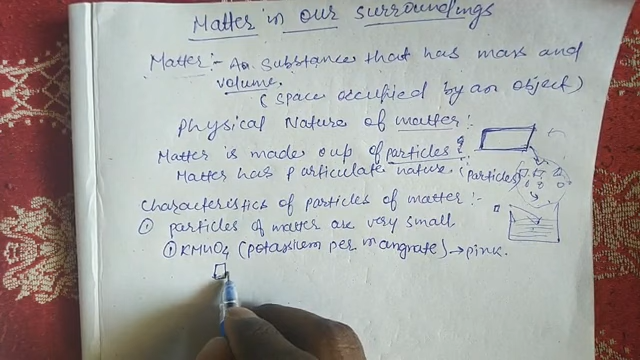 Matter in our surroundings
Matter :- An substance that has mass and
volume.
(space occupied by an object)
Physical Nature of matter :
Matter is made oup of particles &
Matter has particulate nature. (particles)
Characteristics of particles of matter :-
① particles of matter are very small
① KMnO4 (potassium per mangrate) → pink.